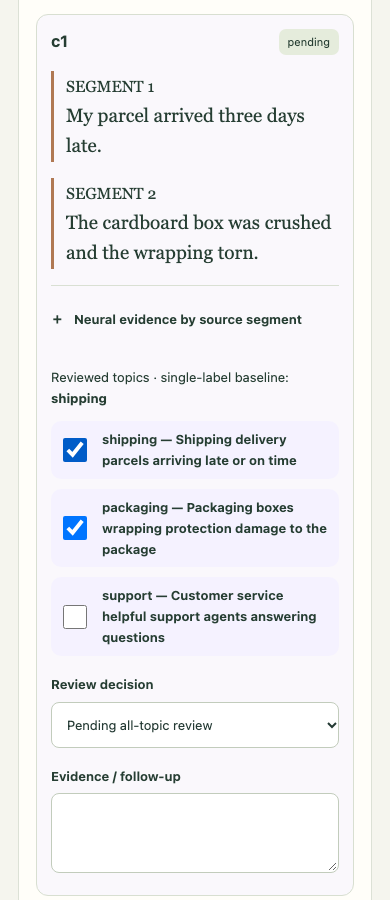 c1
pending
SEGMENT 1
My parcel arrived three days
late.
SEGMENT 2
The cardboard box was crushed
and the wrapping torn.
+ Neural evidence by source segment
Reviewed topics · single-label baseline:
shipping
shipping — Shipping delivery
parcels arriving late or on time
packaging — Packaging boxes
wrapping protection damage to the
package
support — Customer service
helpful support agents answering
questions
Review decision
Pending all-topic review
Evidence / follow-up